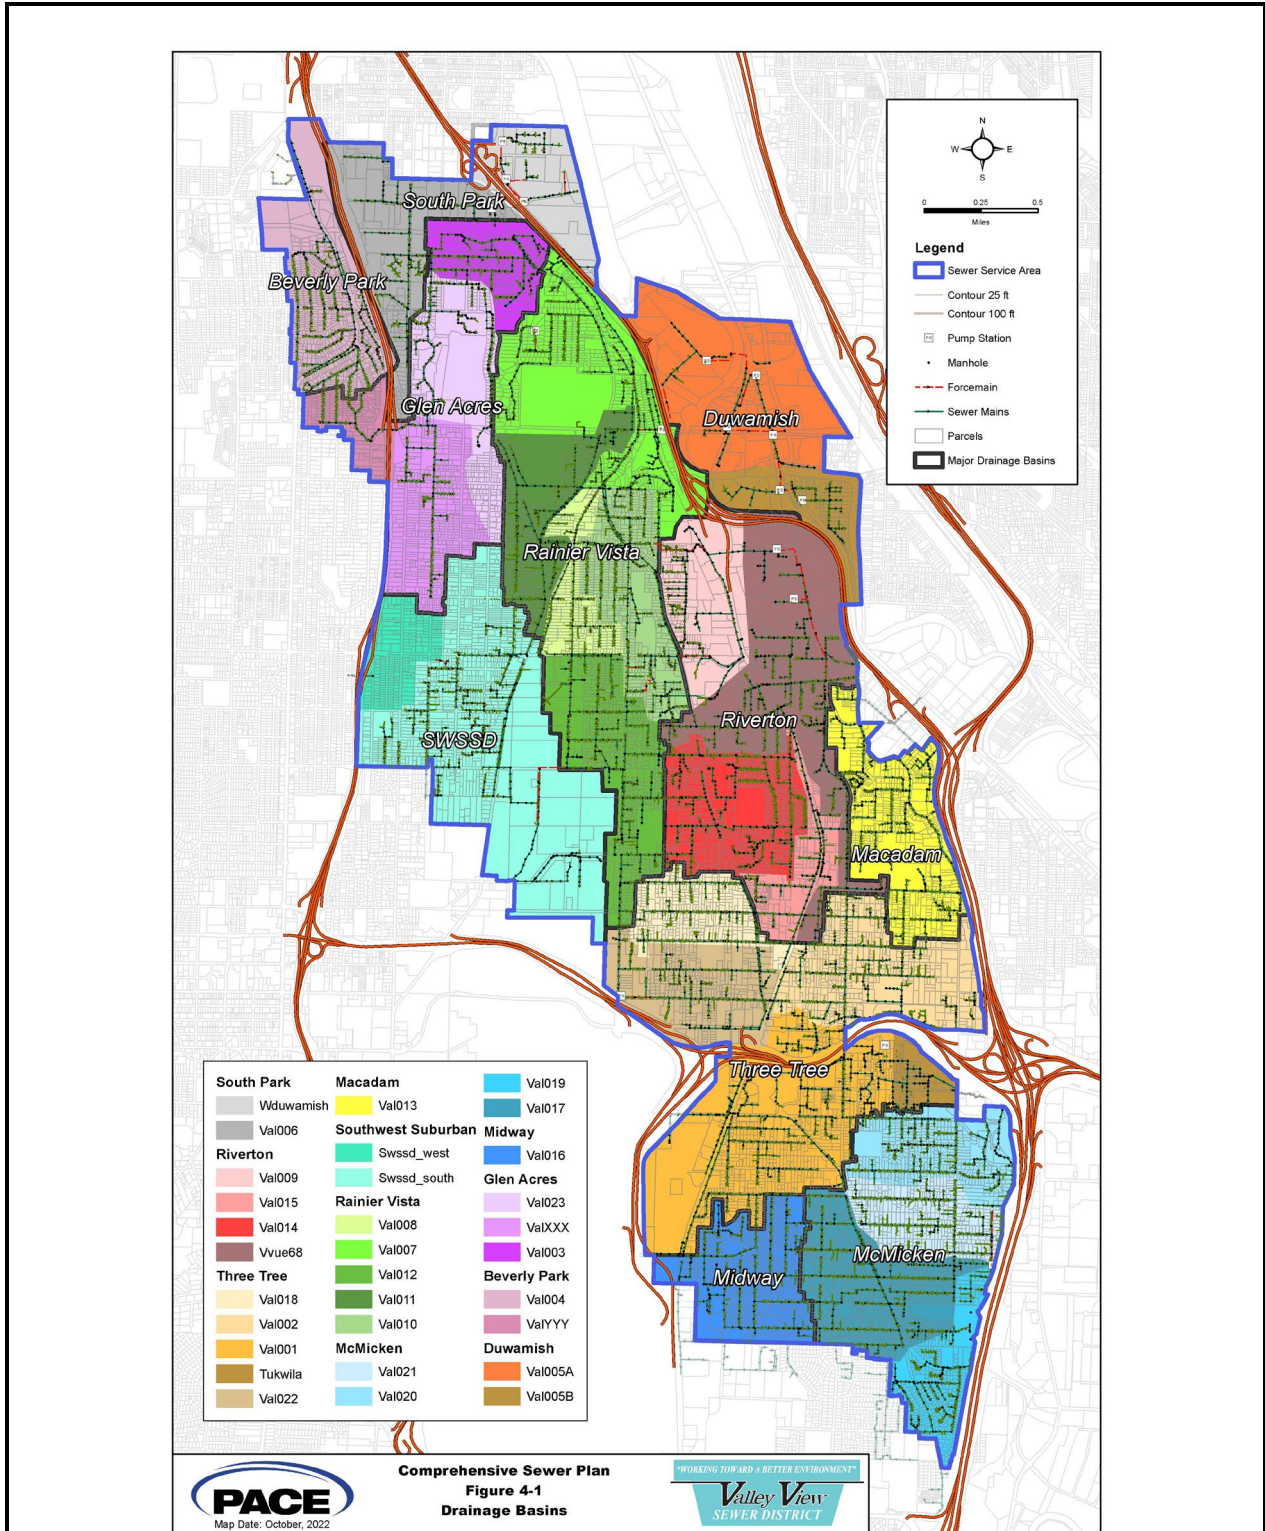 South Park
Beverly Park
Glen Acres
Duwamish
Rainier Vista
Riverton
SWSSD
Macadam
Three Tree
McMicken
Midway
N
W E
S
0 0.25 0.5
Miles
Legend
Sewer Service Area
Contour 25 ft
Contour 100 ft
PS Pump Station
Manhole
Forcemain
Sewer Mains
Parcels
Major Drainage Basins
South Park
Wduwamish
Val006
Riverton
Val009
Val015
Val014
Vvue68
Three Tree
Val018
Val002
Val001
Tukwila
Val022
Macadam
Val013
Southwest Suburban
Swssd_west
Swssd_south
Rainier Vista
Val008
Val007
Val012
Val011
Val010
McMicken
Val021
Val020
Val019
Val017
Midway
Val016
Glen Acres
Val023
ValXXX
Val003
Beverly Park
Val004
ValYYY
Duwamish
Val005A
Val005B
PACE
Map Date: October, 2022
Comprehensive Sewer Plan
Figure 4-1
Drainage Basins
"WORKING TOWARD A BETTER ENVIRONMENT"
Valley View
SEWER DISTRICT